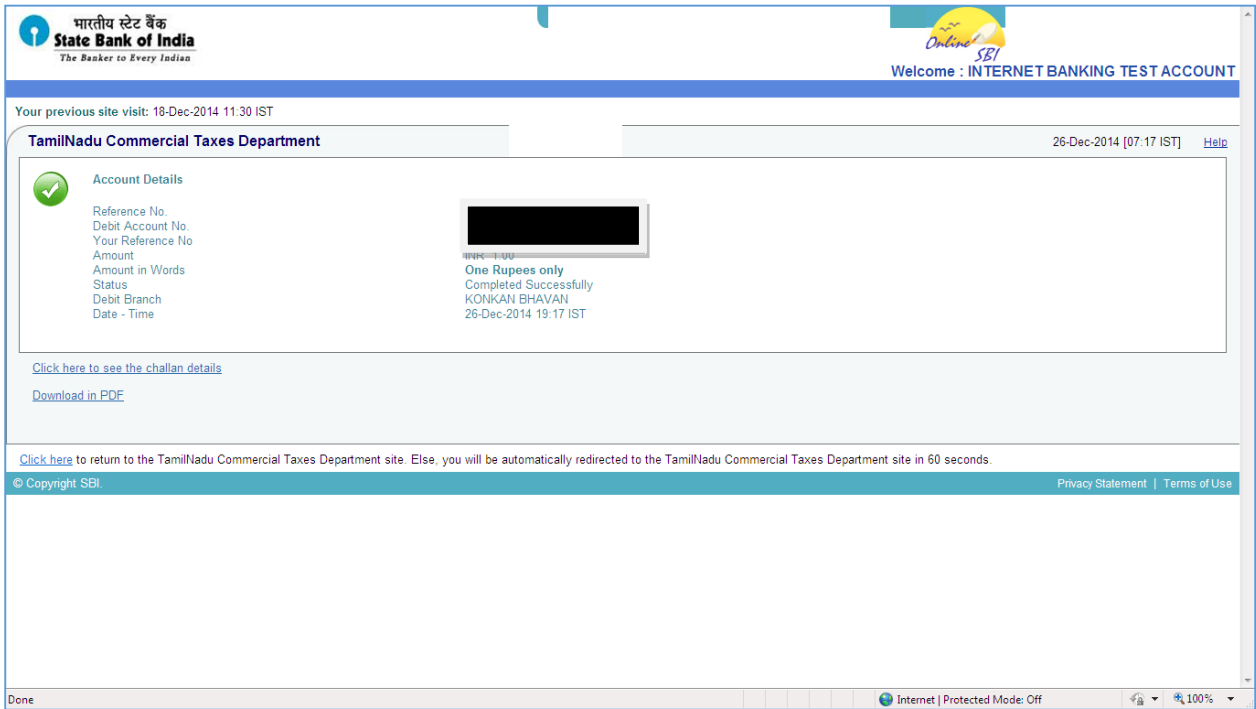 भारतीय स्टेट बैंक
State Bank of India
The Banker to Every Indian
Online
SBI
Welcome : INTERNET BANKING TEST ACCOUNT
Your previous site visit: 18-Dec-2014 11:30 IST
TamilNadu Commercial Taxes Department 26-Dec-2014 [07:17 IST] Help
Account Details
Reference No.
Debit Account No.
Your Reference No
Amount INR 1.00
Amount in Words One Rupees only
Status Completed Successfully
Debit Branch KONKAN BHAVAN
Date - Time 26-Dec-2014 19:17 IST
Click here to see the challan details
Download in PDF
Click here to return to the TamilNadu Commercial Taxes Department site. Else, you will be automatically redirected to the TamilNadu Commercial Taxes Department site in 60 seconds.
© Copyright SBI. Privacy Statement | Terms of Use
Done Internet | Protected Mode: Off 100%